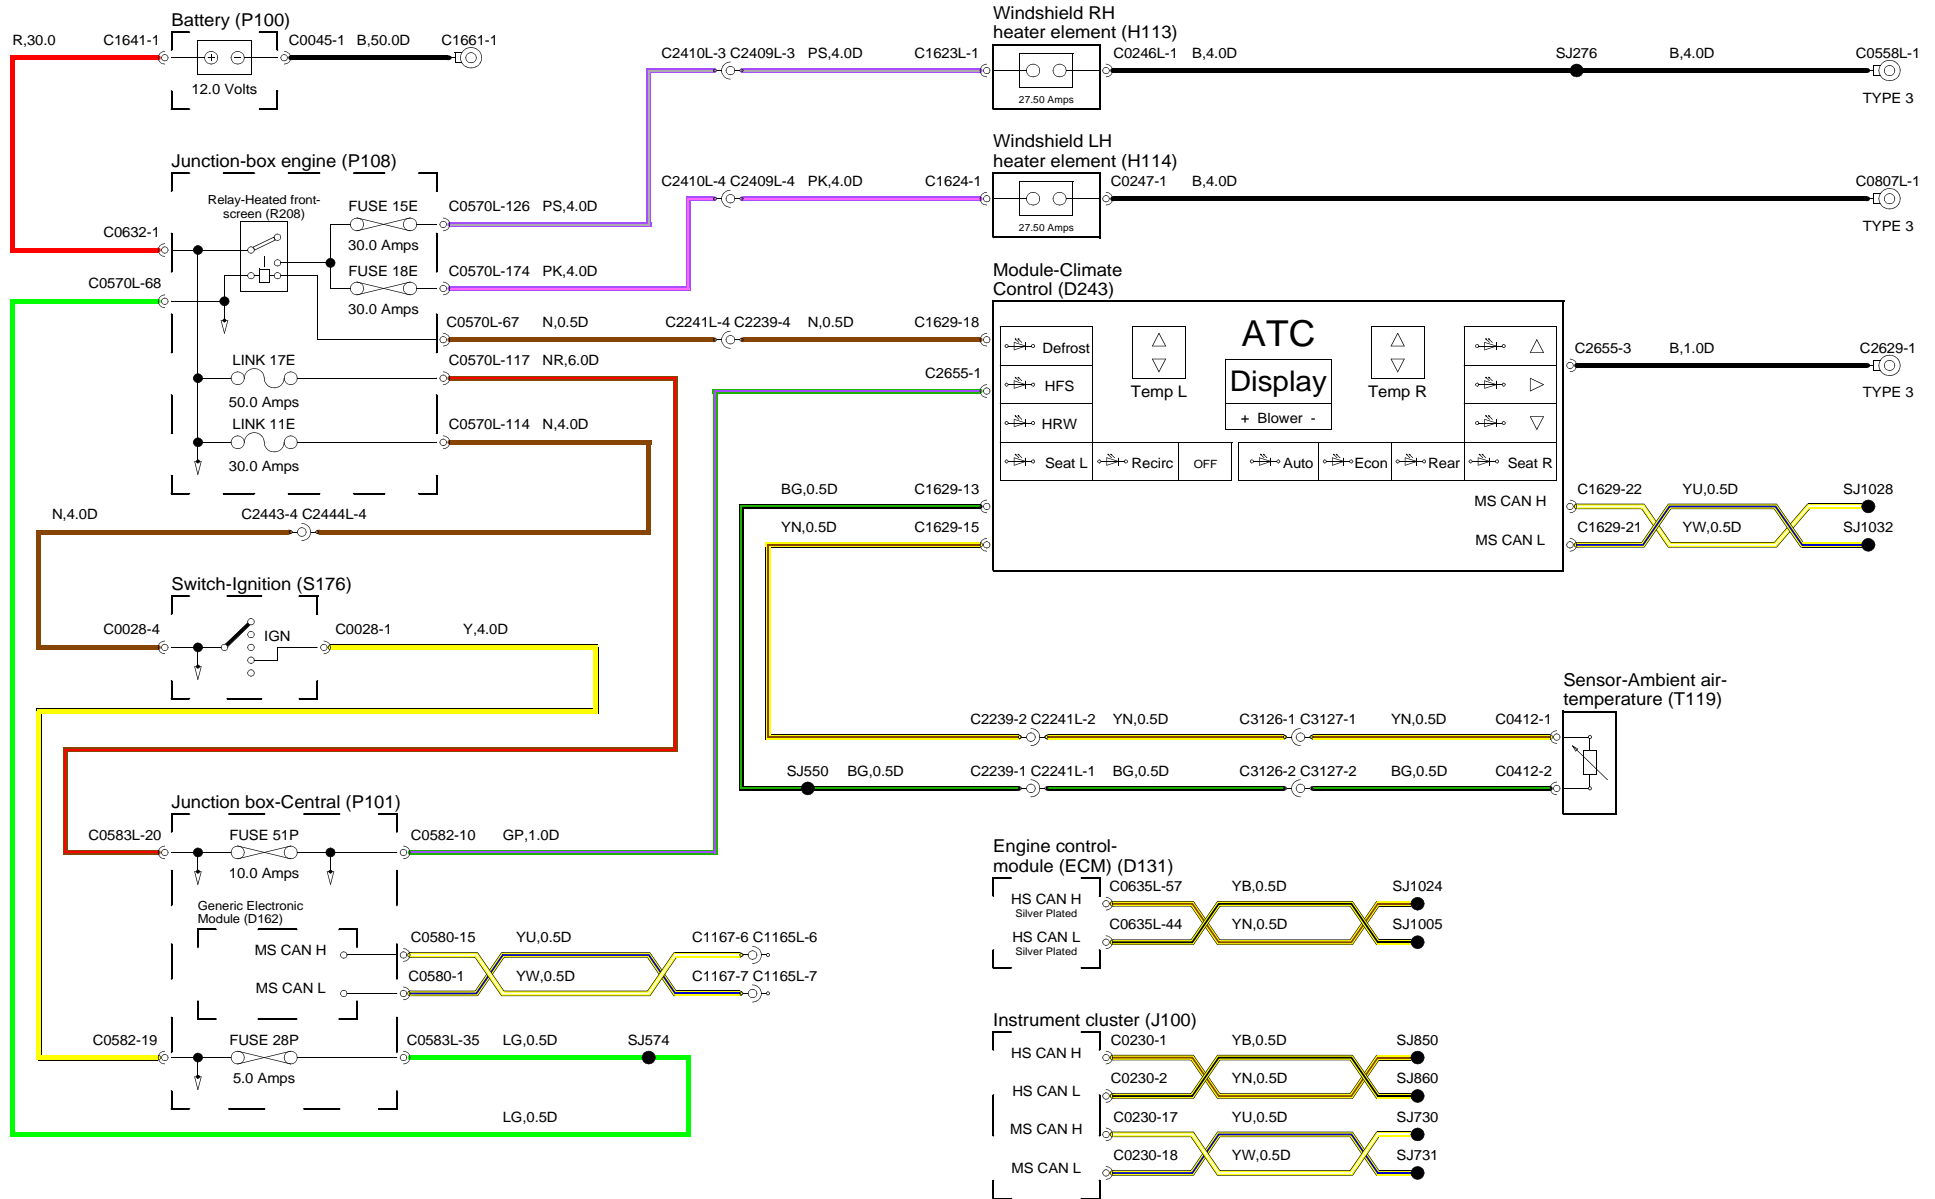 Battery (P100)
R,30.0 C1641-1 C0045-1 B,50.0D C1661-1
12.0 Volts
Windshield RH
heater element (H113)
C2410L-3 C2409L-3 PS,4.0D C1623L-1 C0246L-1 B,4.0D SJ276 B,4.0D C0558L-1
27.50 Amps
TYPE 3
Windshield LH
heater element (H114)
C2410L-4 C2409L-4 PK,4.0D C1624-1 C0247-1 B,4.0D C0807L-1
27.50 Amps
TYPE 3
Junction-box engine (P108)
Relay-Heated front-
screen (R208)
FUSE 15E
30.0 Amps
C0570L-126 PS,4.0D
C0632-1
FUSE 18E
30.0 Amps
C0570L-174 PK,4.0D
C0570L-68
C0570L-67 N,0.5D C2241L-4 C2239-4 N,0.5D C1629-18
LINK 17E
50.0 Amps
C0570L-117 NR,6.0D
C2655-1
LINK 11E
30.0 Amps
C0570L-114 N,4.0D
Module-Climate
Control (D243)
Defrost
HFS
HRW
Seat L
Recirc
OFF
Temp L
ATC
Display
+ Blower -
Temp R
Auto
Econ
Rear
Seat R
C2655-3 B,1.0D C2629-1
TYPE 3
BG,0.5D C1629-13
YN,0.5D C1629-15
MS CAN H
C1629-22 YU,0.5D SJ1028
MS CAN L
C1629-21 YW,0.5D SJ1032
N,4.0D C2443-4 C2444L-4
Switch-Ignition (S176)
C0028-4 IGN C0028-1 Y,4.0D
Sensor-Ambient air-
temperature (T119)
C2239-2 C2241L-2 YN,0.5D C3126-1 C3127-1 YN,0.5D C0412-1
SJ550 BG,0.5D C2239-1 C2241L-1 BG,0.5D C3126-2 C3127-2 BG,0.5D C0412-2
Junction box-Central (P101)
C0583L-20 FUSE 51P C0582-10 GP,1.0D
10.0 Amps
Generic Electronic
Module (D162)
MS CAN H
C0580-15 YU,0.5D C1167-6 C1165L-6
MS CAN L
C0580-1 YW,0.5D C1167-7 C1165L-7
C0582-19 FUSE 28P C0583L-35 LG,0.5D SJ574
5.0 Amps
LG,0.5D
Engine control-
module (ECM) (D131)
HS CAN H
Silver Plated
C0635L-57 YB,0.5D SJ1024
HS CAN L
Silver Plated
C0635L-44 YN,0.5D SJ1005
Instrument cluster (J100)
HS CAN H
C0230-1 YB,0.5D SJ850
HS CAN L
C0230-2 YN,0.5D SJ860
MS CAN H
C0230-17 YU,0.5D SJ730
MS CAN L
C0230-18 YW,0.5D SJ731